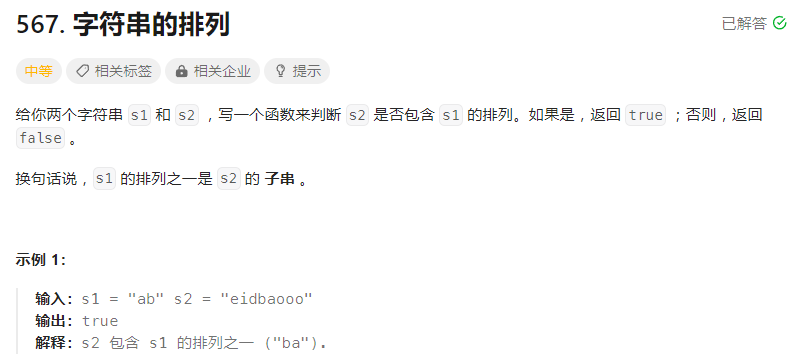 567. 字符串的排列
已解答
中等 相关标签 相关企业 提示
给你两个字符串 s1 和 s2 ，写一个函数来判断 s2 是否包含 s1 的排列。如果是，返回 true ；否则，返回
false 。
换句话说，s1 的排列之一是 s2 的 子串 。
示例 1：
输入：s1 = "ab" s2 = "eidbaooo"
输出：true
解释：s2 包含 s1 的排列之一 ("ba").